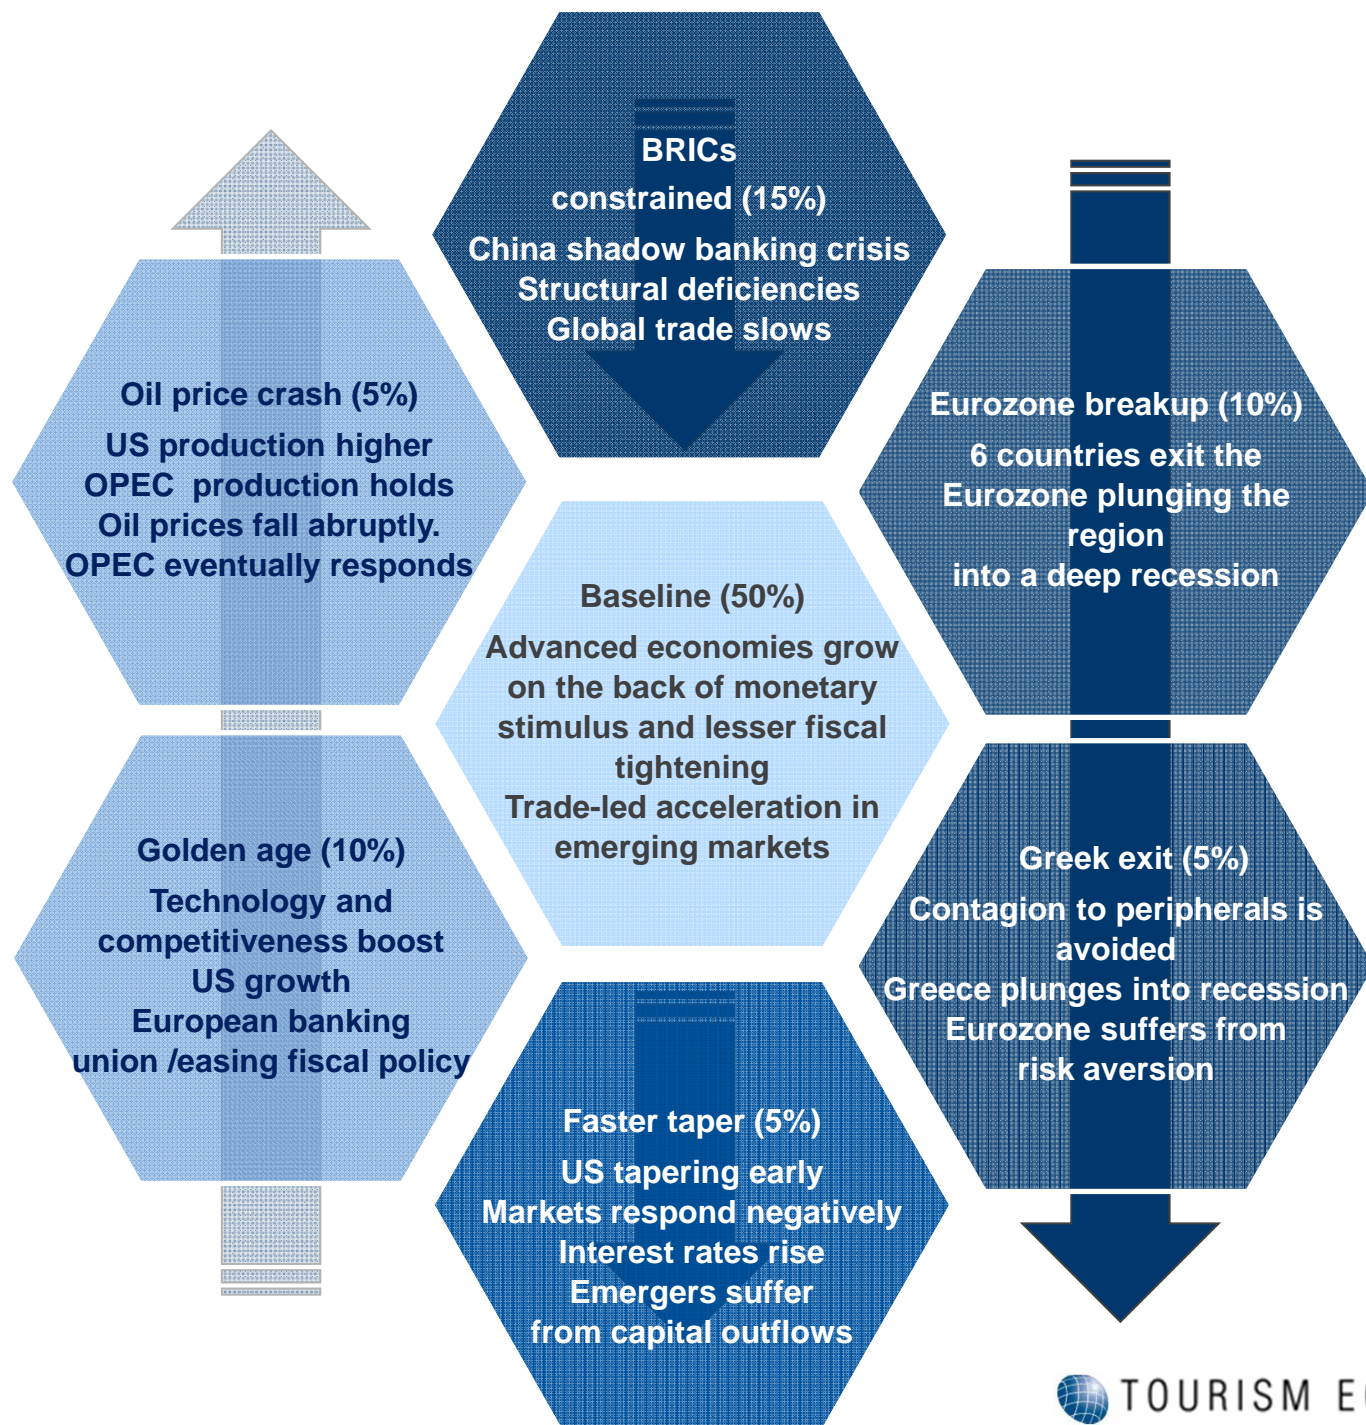 BRICs
constrained (15%)
China shadow banking crisis
Structural deficiencies
Global trade slows
Oil price crash (5%)
US production higher
OPEC production holds
Oil prices fall abruptly.
OPEC eventually responds
Eurozone breakup (10%)
6 countries exit the
Eurozone plunging the
region
into a deep recession
Baseline (50%)
Advanced economies grow
on the back of monetary
stimulus and lesser fiscal
tightening
Trade-led acceleration in
emerging markets
Golden age (10%)
Technology and
competitiveness boost
US growth
European banking
union /easing fiscal policy
Greek exit (5%)
Contagion to peripherals is
avoided
Greece plunges into recession
Eurozone suffers from
risk aversion
Faster taper (5%)
US tapering early
Markets respond negatively
Interest rates rise
Emergers suffer
from capital outflows
TOURISM